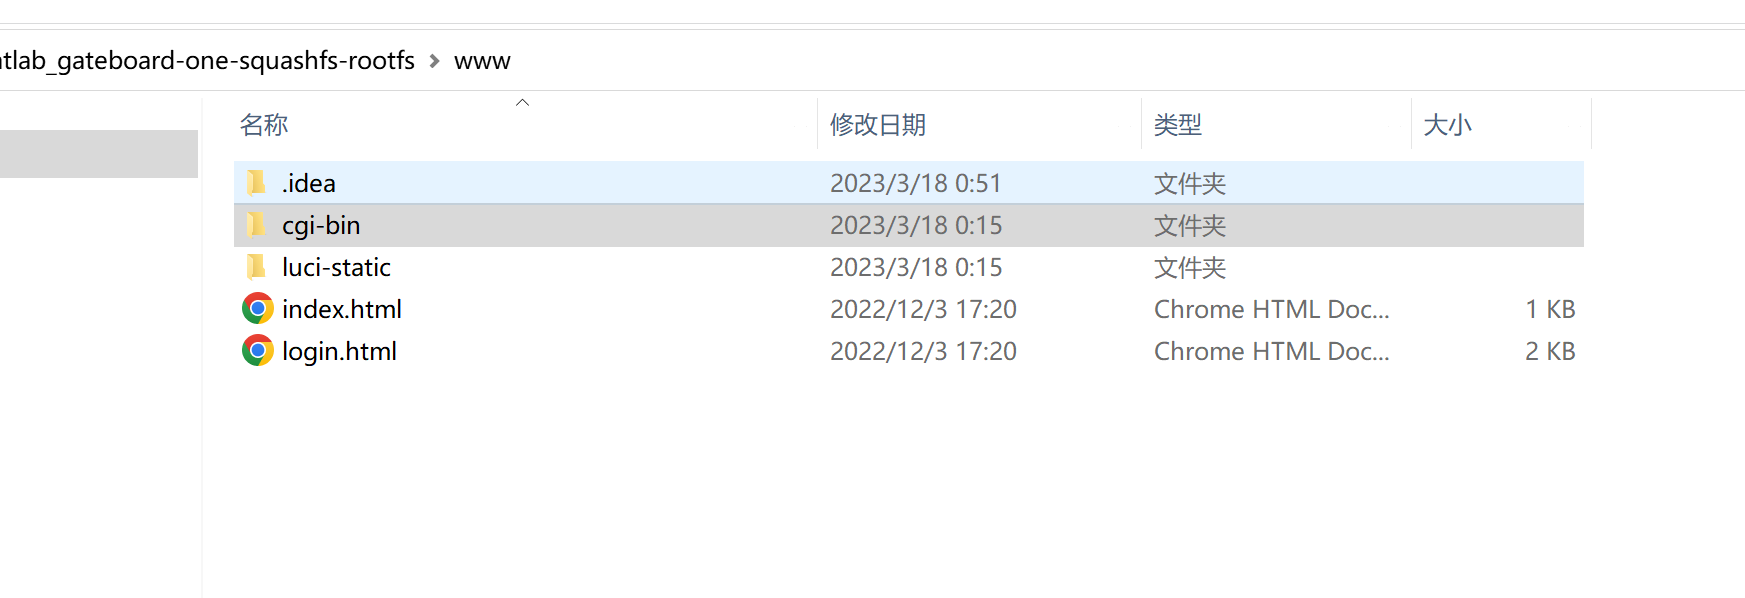 tlab_gateboard-one-squashfs-rootfs > www
名称 修改日期 类型 大小
.idea 2023/3/18 0:51 文件夹
cgi-bin 2023/3/18 0:15 文件夹
luci-static 2023/3/18 0:15 文件夹
index.html 2022/12/3 17:20 Chrome HTML Doc... 1 KB
login.html 2022/12/3 17:20 Chrome HTML Doc... 2 KB